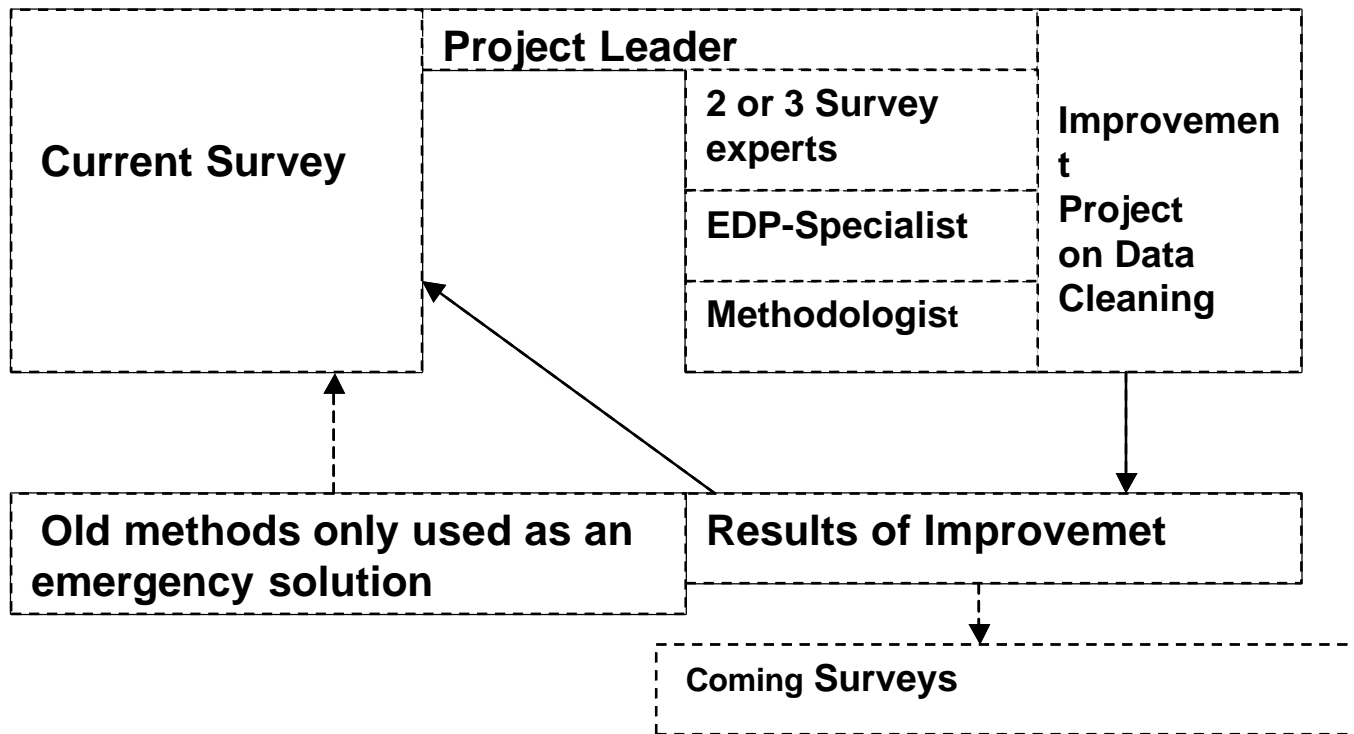 Project Leader
Current Survey
2 or 3 Survey
experts
EDP-Specialist
Methodologist
Improvemen
t
Project
on Data
Cleaning
Old methods only used as an
emergency solution
Results of Improvemet
Coming Surveys